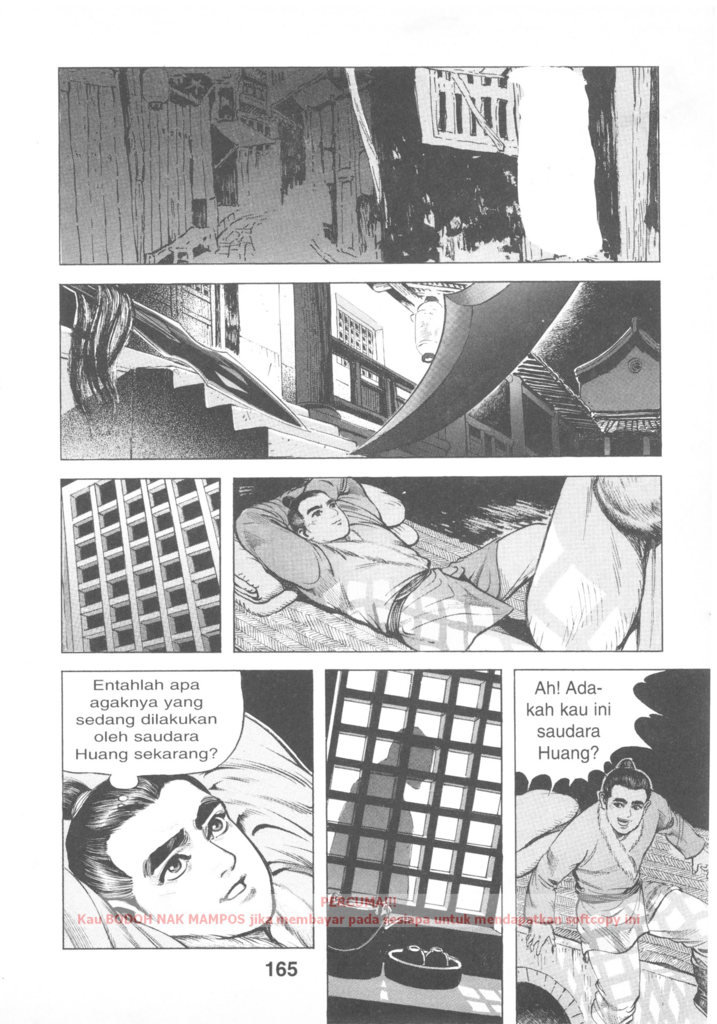 Entahlah apa
agaknya yang
sedang dilakukan
oleh saudara
Huang sekarang?
Ah! Ada-
kah kau ini
saudara
Huang?
PERCUMA!!!
Kau BODOH NAK MAMPOS jika membayar pada sesiapa untuk mendapatkan softcopy ini
165